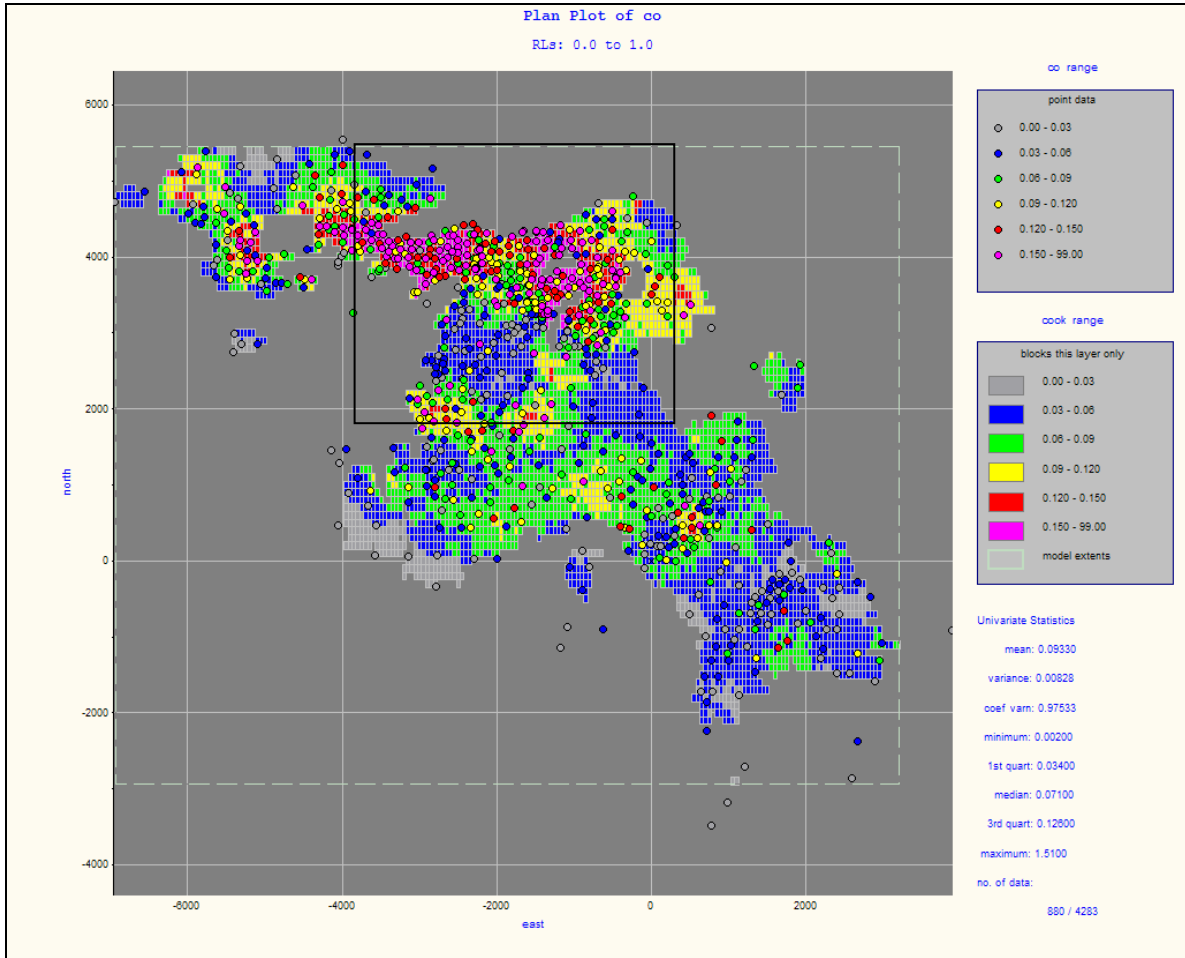 Plan Plot of co
RLs: 0.0 to 1.0
co range
point data
0.00 - 0.03
0.03 - 0.06
0.06 - 0.09
0.09 - 0.120
0.120 - 0.150
0.150 - 99.00
cook range
blocks this layer only
0.00 - 0.03
0.03 - 0.06
0.06 - 0.09
0.09 - 0.120
0.120 - 0.150
0.150 - 99.00
model extents
Univariate Statistics
mean: 0.09330
variance: 0.00828
coef varn: 0.97533
minimum: 0.00200
1st quart: 0.03400
median: 0.07100
3rd quart: 0.12600
maximum: 1.5100
no. of data:
880 / 4283
6000
4000
2000
0
-2000
-4000
north
-6000
-4000
-2000
0
2000
east